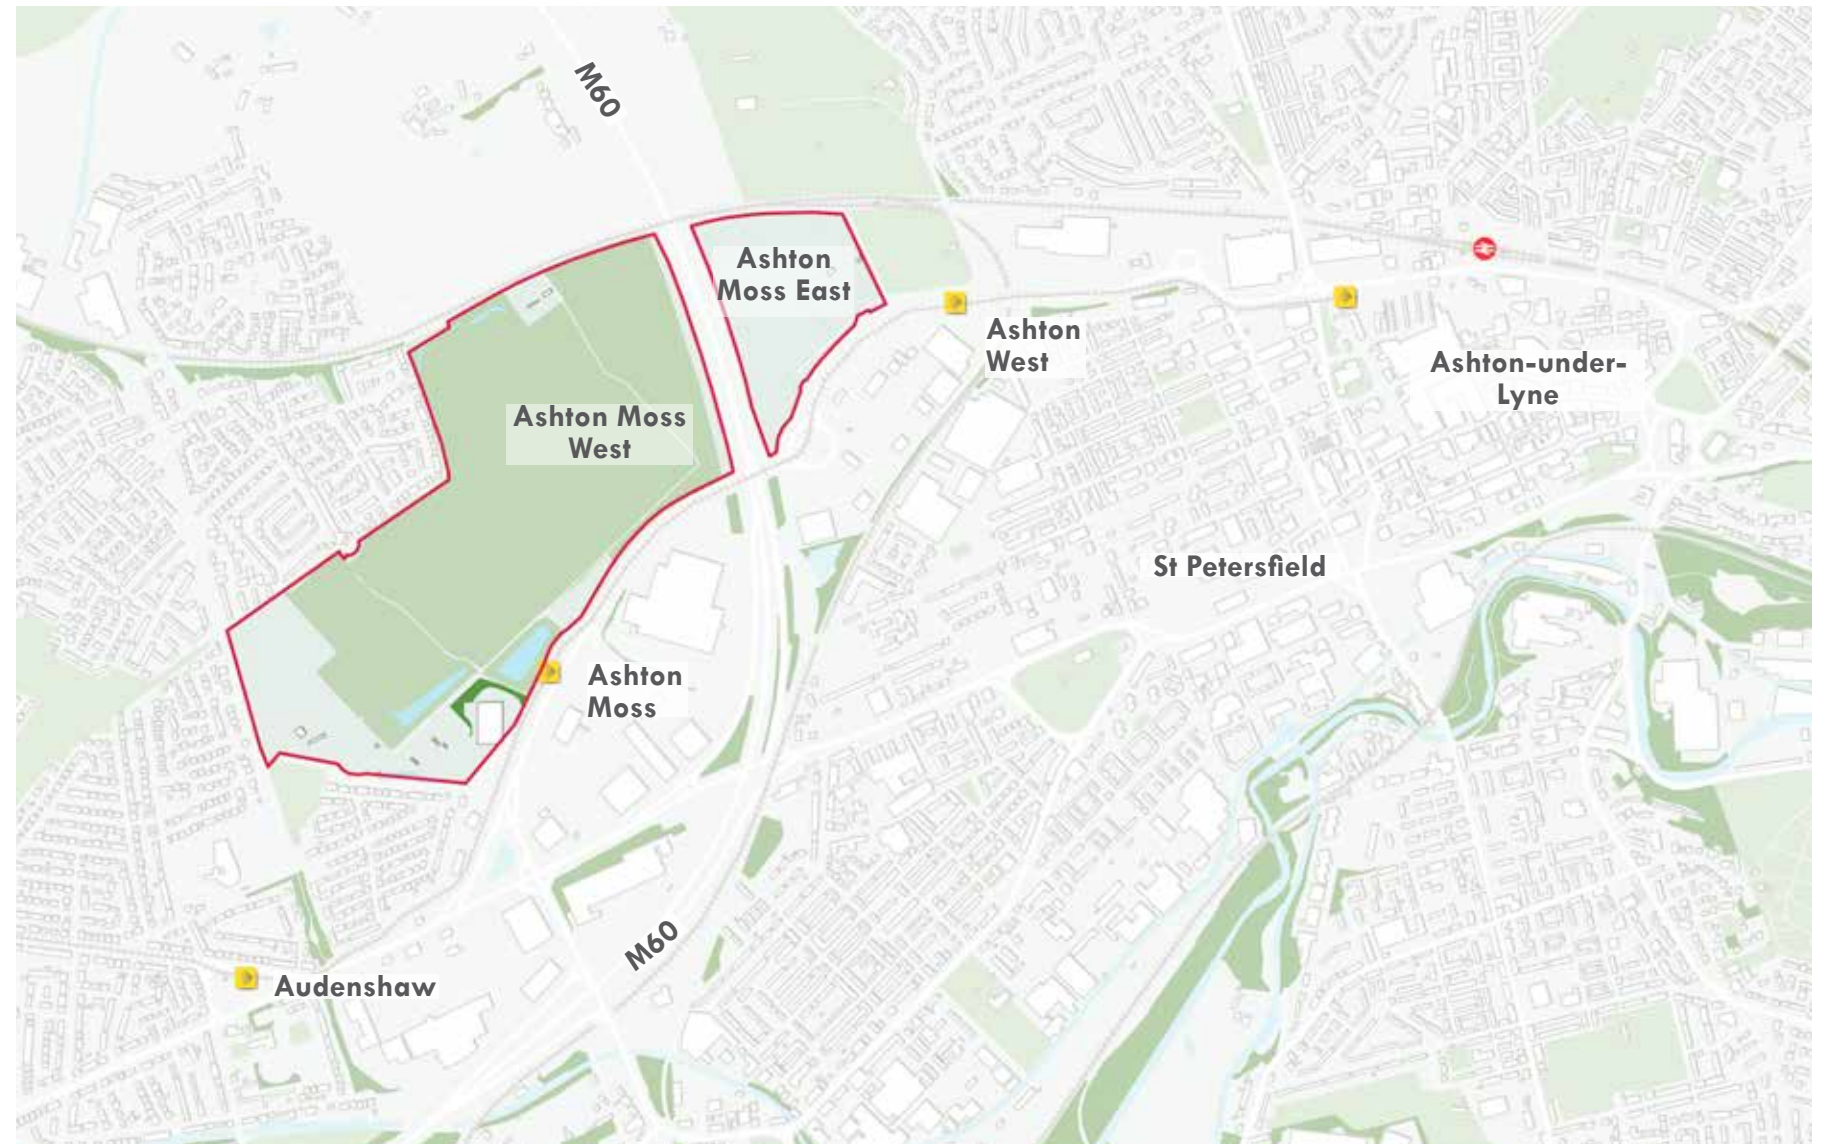 M60
Ashton
Moss East
Ashton
West
Ashton-under-
Lyne
Ashton Moss
West
St Petersfield
Ashton
Moss
M60
Audenshaw